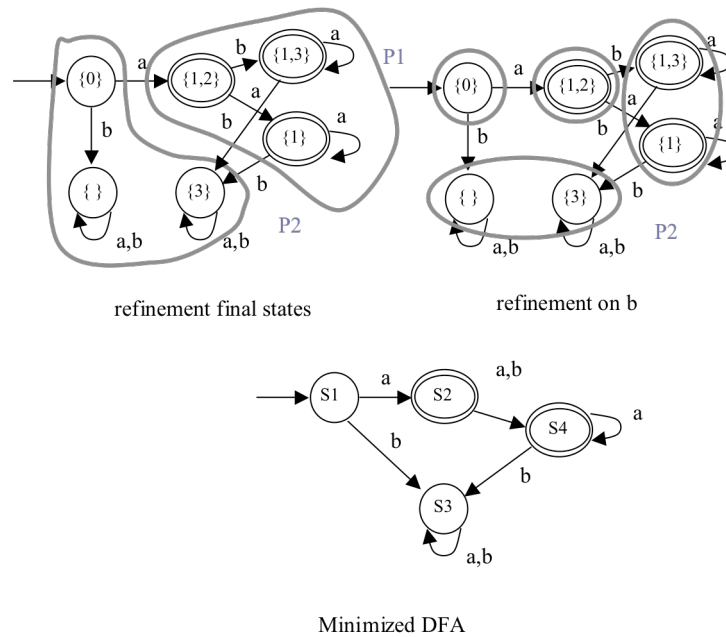 {0}
a
{1,2}
b
{1,3}
a
P1
b
b
a
{1}
a
b
{ }
{3}
a,b
a,b
P2
refinement final states
{0}
a
{1,2}
b
{1,3}
a
b
b
a
{1}
a
b
{ }
{3}
a,b
a,b
P2
refinement on b
S1
a
S2
a,b
S4
a
b
b
S3
a,b
Minimized DFA